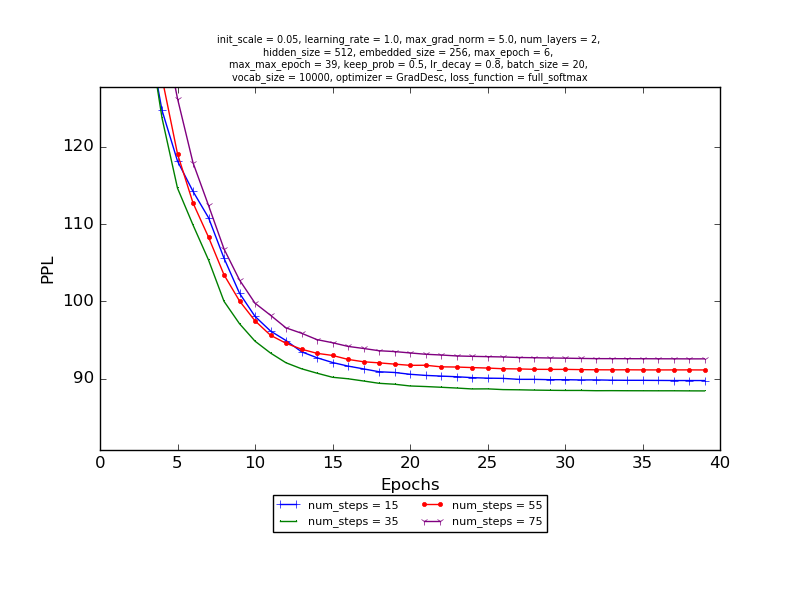 init_scale = 0.05, learning_rate = 1.0, max_grad_norm = 5.0, num_layers = 2,
hidden_size = 512, embedded_size = 256, max_epoch = 6,
max_max_epoch = 39, keep_prob = 0.5, lr_decay = 0.8, batch_size = 20,
vocab_size = 10000, optimizer = GradDesc, loss_function = full_softmax
120
110
100
90
PPL
0 5 10 15 20 25 30 35 40
Epochs
num_steps = 15 num_steps = 55
num_steps = 35 num_steps = 75